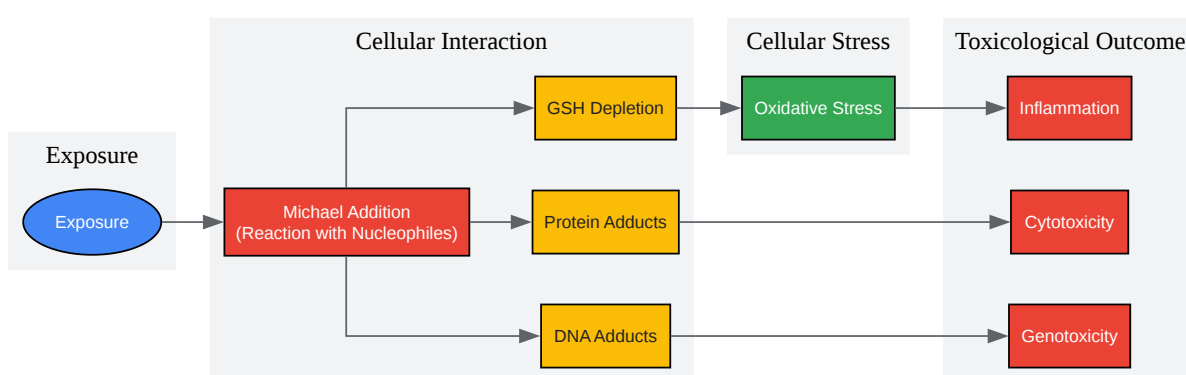 Cellular Interaction
Cellular Stress
Toxicological Outcome
GSH Depletion
Oxidative Stress
Inflammation
Exposure
Exposure
Michael Addition
(Reaction with Nucleophiles)
Protein Adducts
Cytotoxicity
DNA Adducts
Genotoxicity